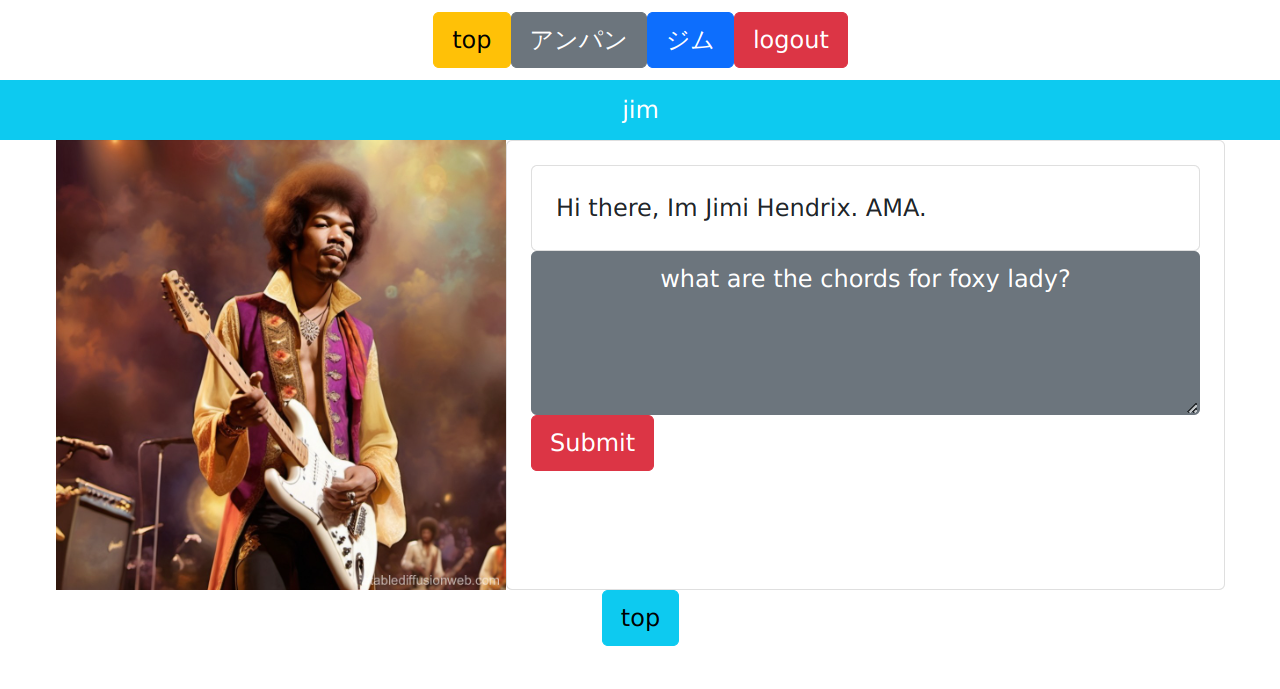 top アンパン ジム logout
jim
Hi there, Im Jimi Hendrix. AMA.
what are the chords for foxy lady?
Submit
tablediffusionweb.com
top